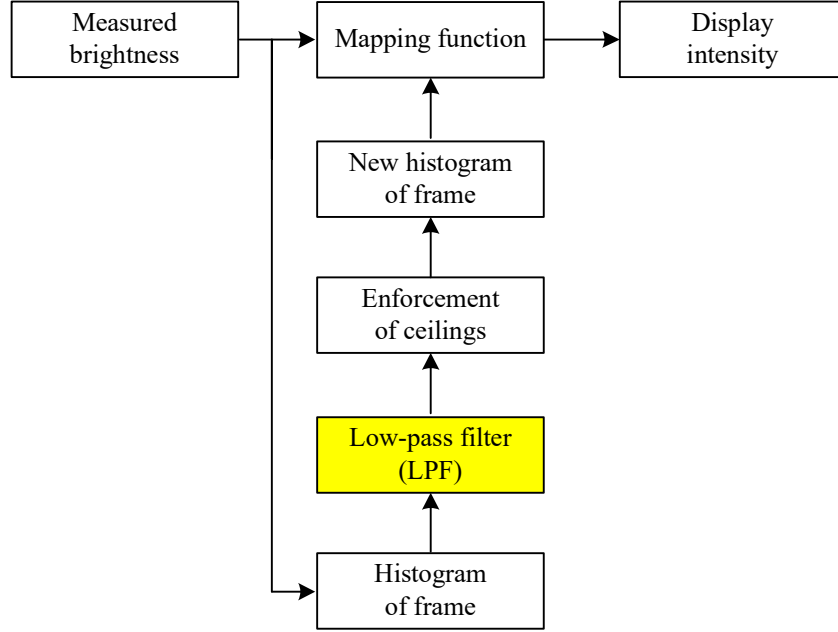 Measured
brightness
Mapping function
Display
intensity
New histogram
of frame
Enforcement
of ceilings
Low-pass filter
(LPF)
Histogram
of frame